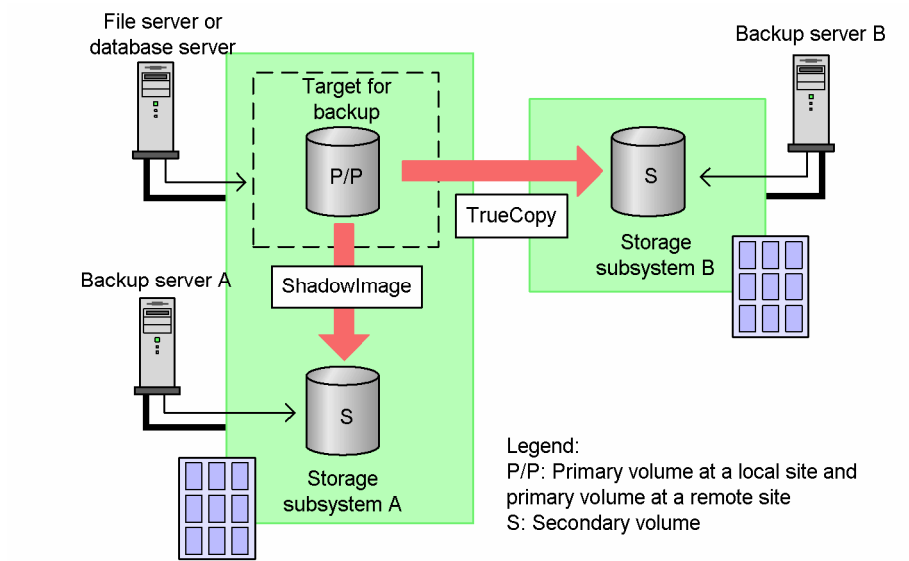 File server or
database server
Backup server B
Target for
backup
P/P
S
TrueCopy
Storage
subsystem B
Backup server A
ShadowImage
S
Storage
subsystem A
Legend:
P/P: Primary volume at a local site and
primary volume at a remote site
S: Secondary volume